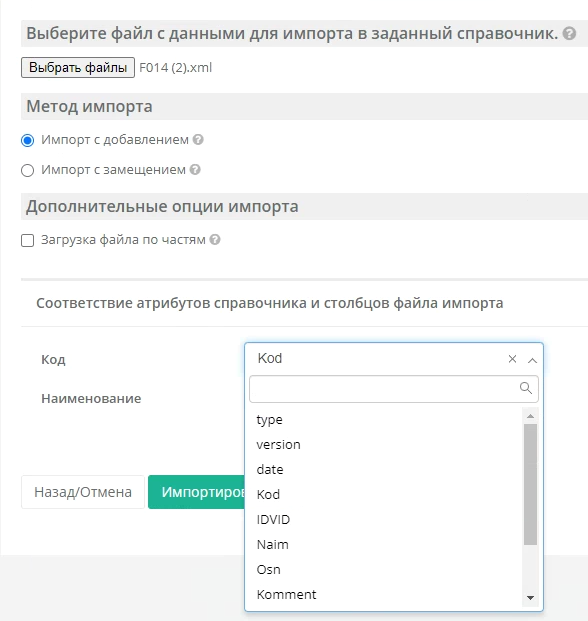 Выберите файл с данными для импорта в заданный справочник. ?
Выбрать файлы F014 (2).xml
Метод импорта
Импорт с добавлением ?
Импорт с замещением ?
Дополнительные опции импорта
Загрузка файла по частям ?
Соответствие атрибутов справочника и столбцов файла импорта
Код Kod ×
Наименование
type
version
date
Kod
IDVID
Naim
Osn
Komment
Назад/Отмена Импортиров